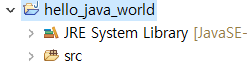 hello_java_world
JRE System Library [JavaSE-
src